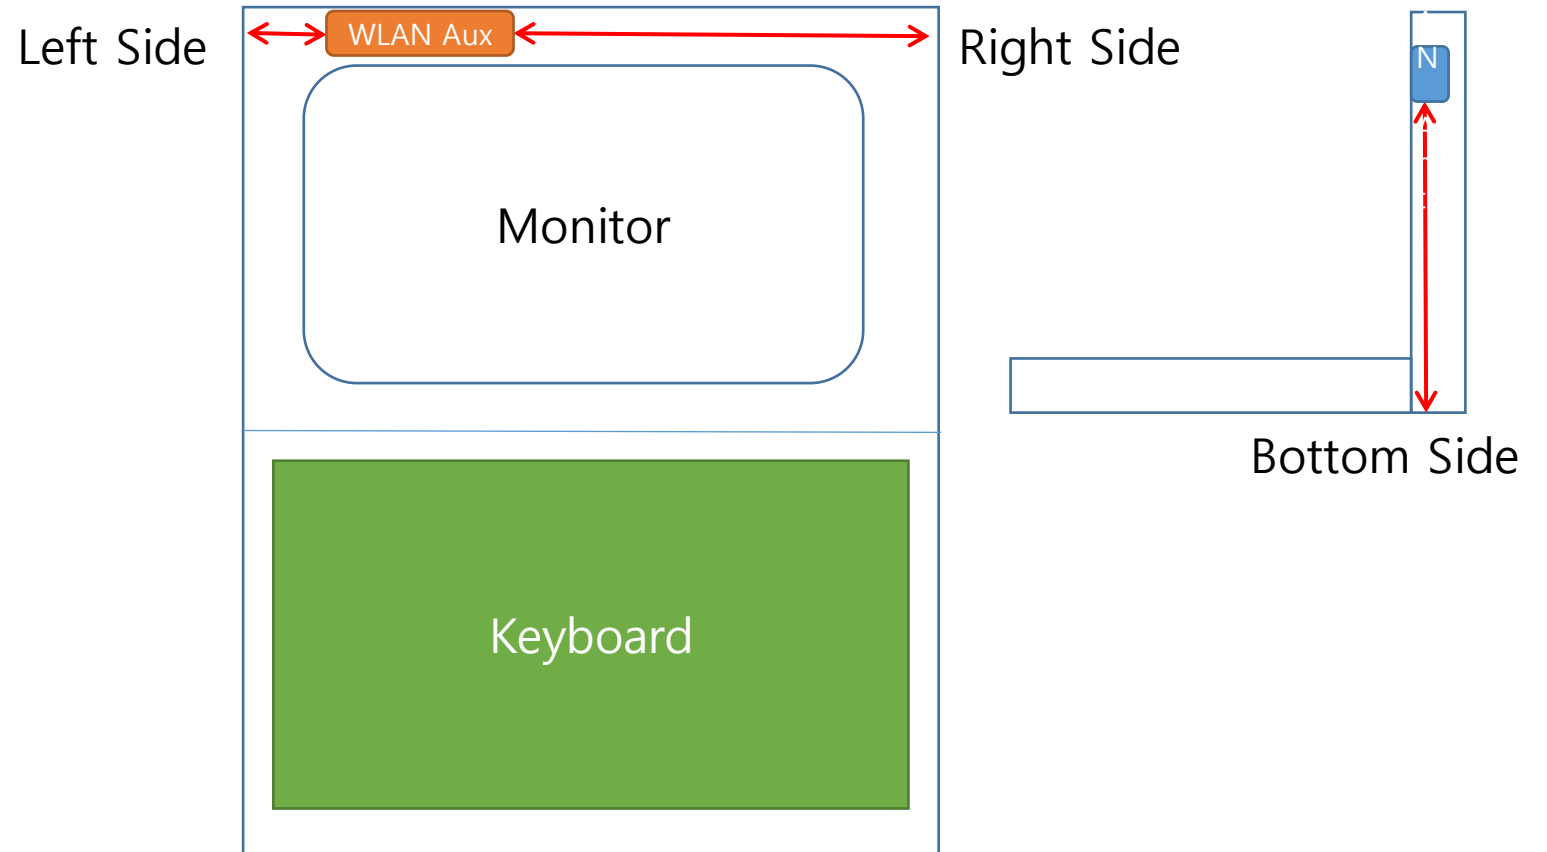 Left Side
WLAN Aux
Right Side
N
Monitor
Bottom Side
Keyboard